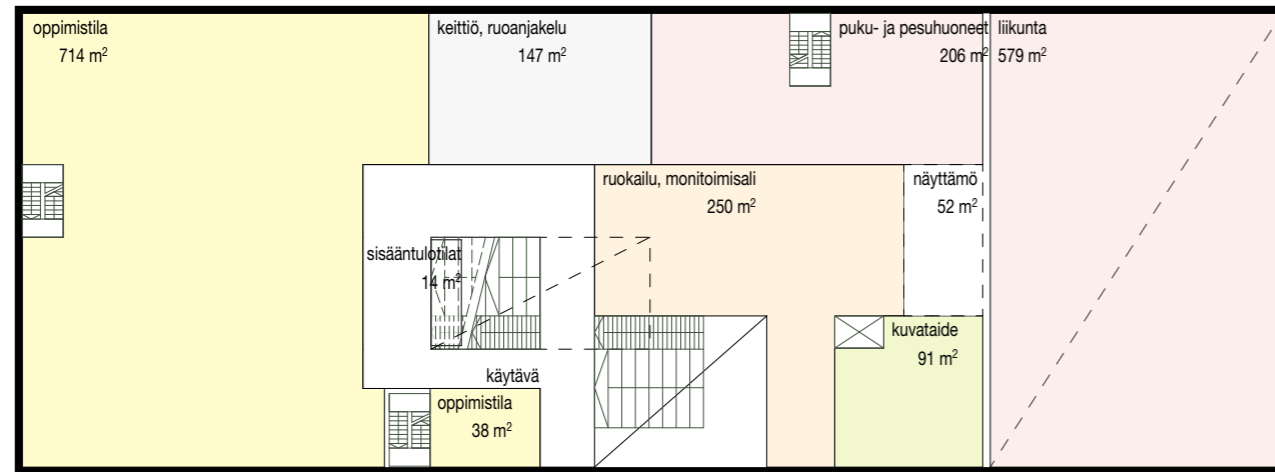 oppimistila
714 m²
keittiö, ruoanjakelu
147 m²
puku- ja pesuhuoneet
206 m²
liikunta
579 m²
ruokailu, monitoimisali
250 m²
näyttämö
52 m²
sisääntulotilat
14 m²
kuvataide
91 m²
käytävä
oppimistila
38 m²